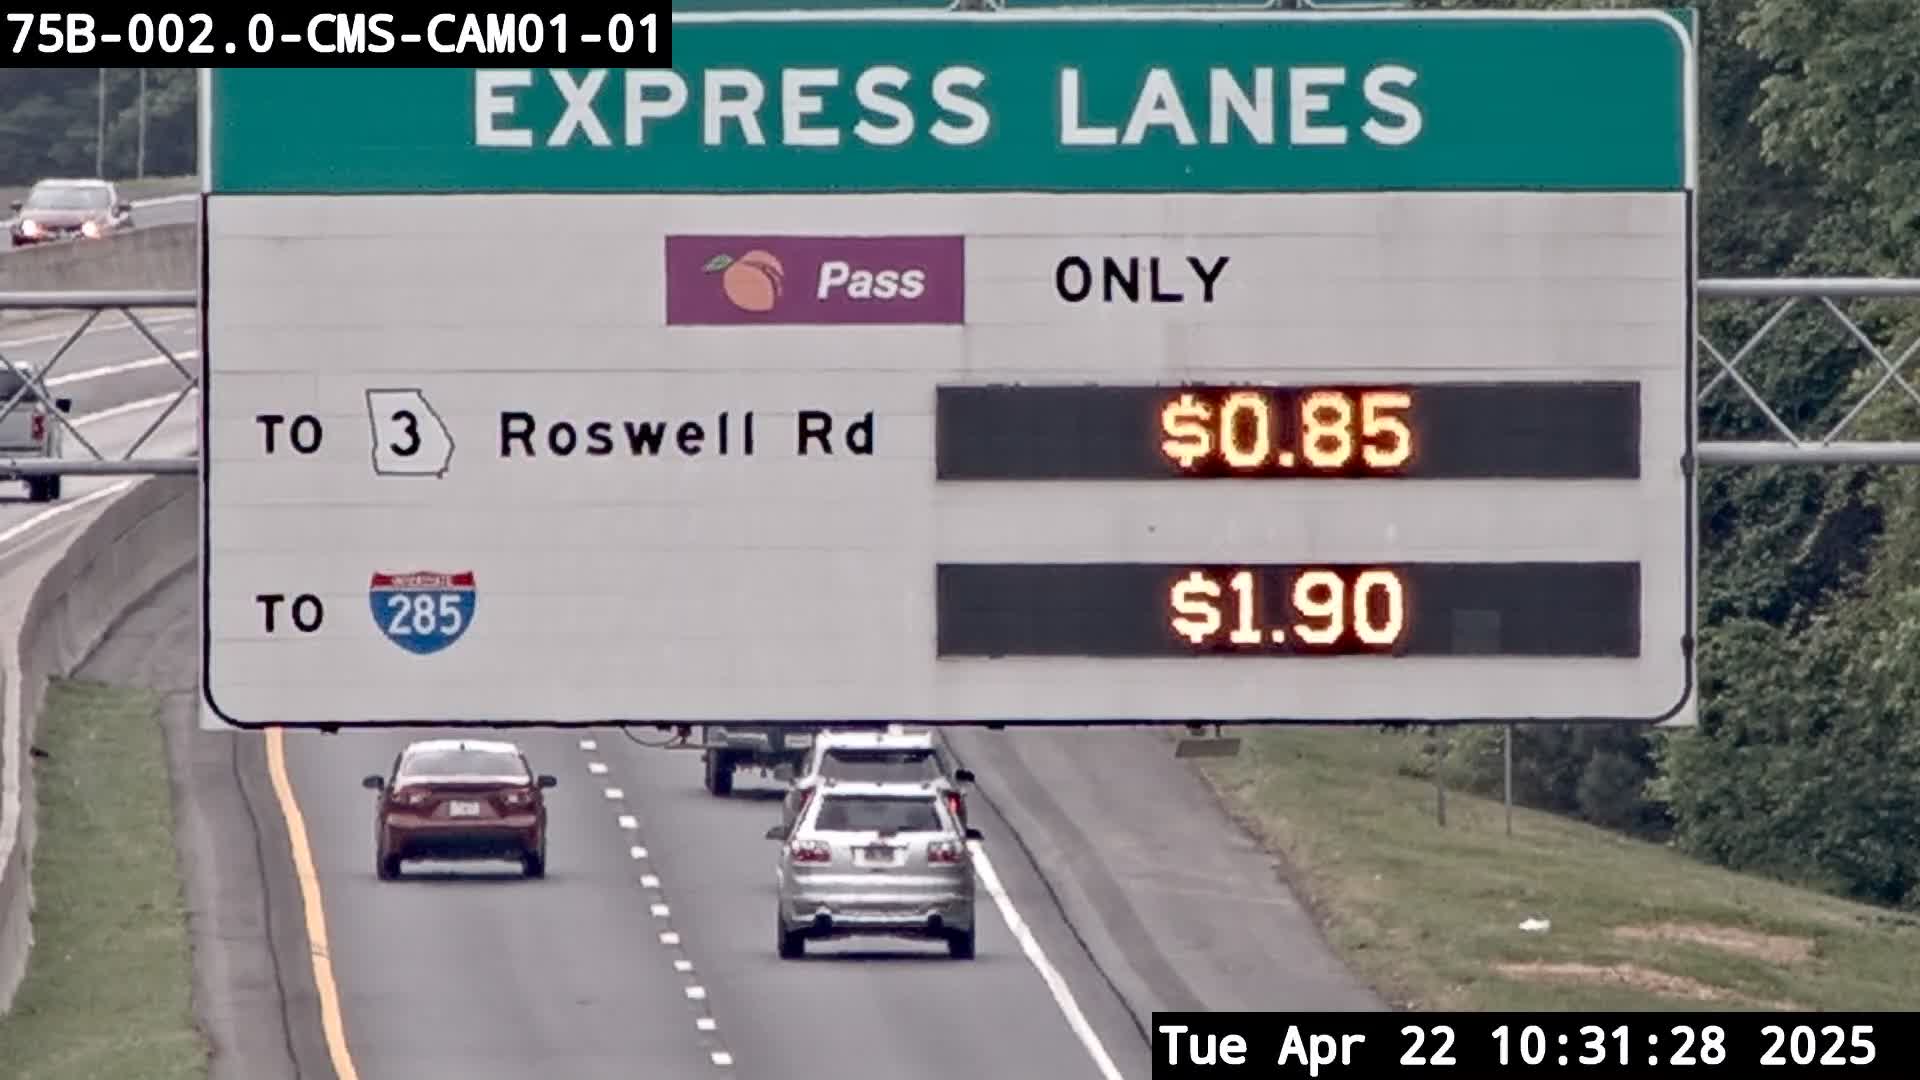 75B-002.0-CMS-CAM01-01
EXPRESS LANES
Pass ONLY
TO 3 Roswell Rd $0.85
TO INTERSTATE 285 $1.90
Tue Apr 22 10:31:28 2025